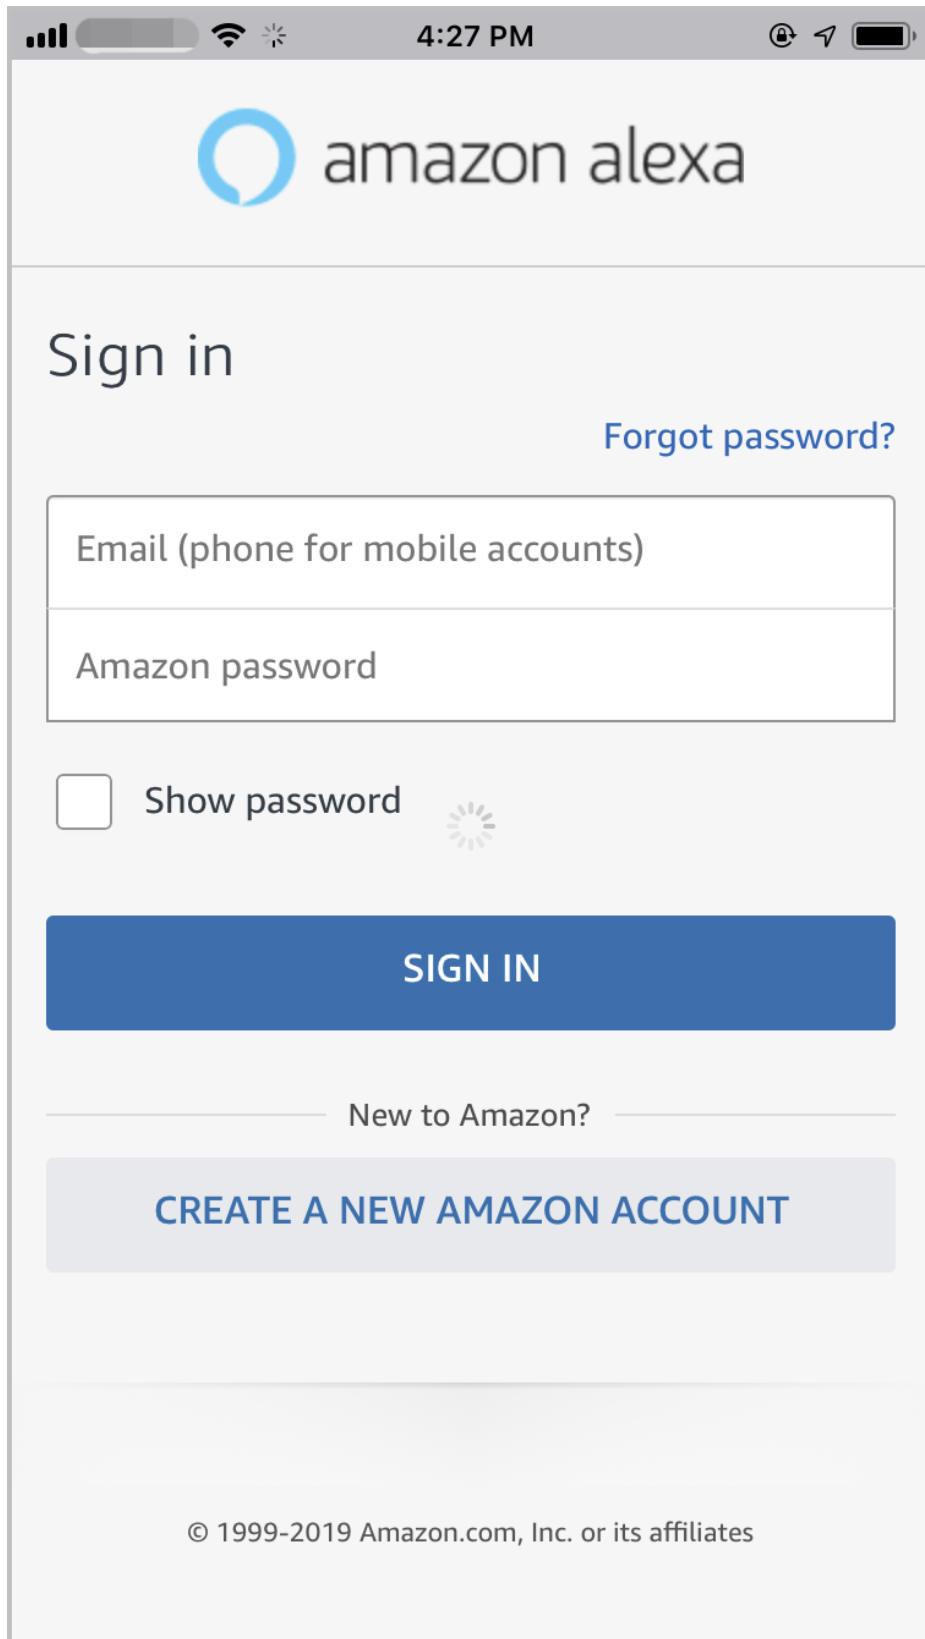 4:27 PM
amazon alexa
Sign in
Forgot password?
Email (phone for mobile accounts)
Amazon password
Show password
SIGN IN
New to Amazon?
CREATE A NEW AMAZON ACCOUNT
© 1999-2019 Amazon.com, Inc. or its affiliates